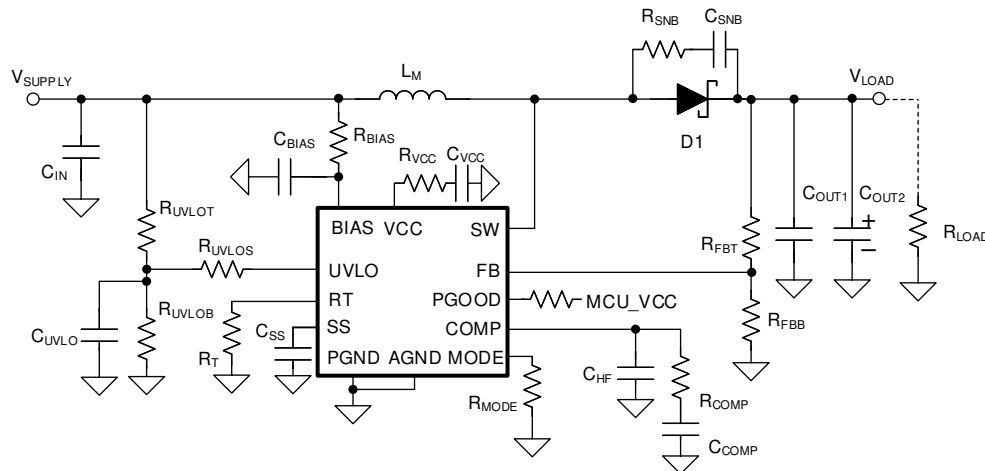 RSNB
CSNB
VSUPPLY
LM
VLOAD
CBIAS
RBIAS
D1
RVCC
CVCC
CIN
RUVLOT
BIAS VCC
SW
COUT1
COUT2
+
−
RUVLOS
RFBT
RLOAD
UVLO
FB
RT
PGOOD
MCU_VCC
RUVLOB
CSS
SS
COMP
RFBB
CUVLO
RT
PGND AGND MODE
CHF
RCOMP
RMODE
CCOMP